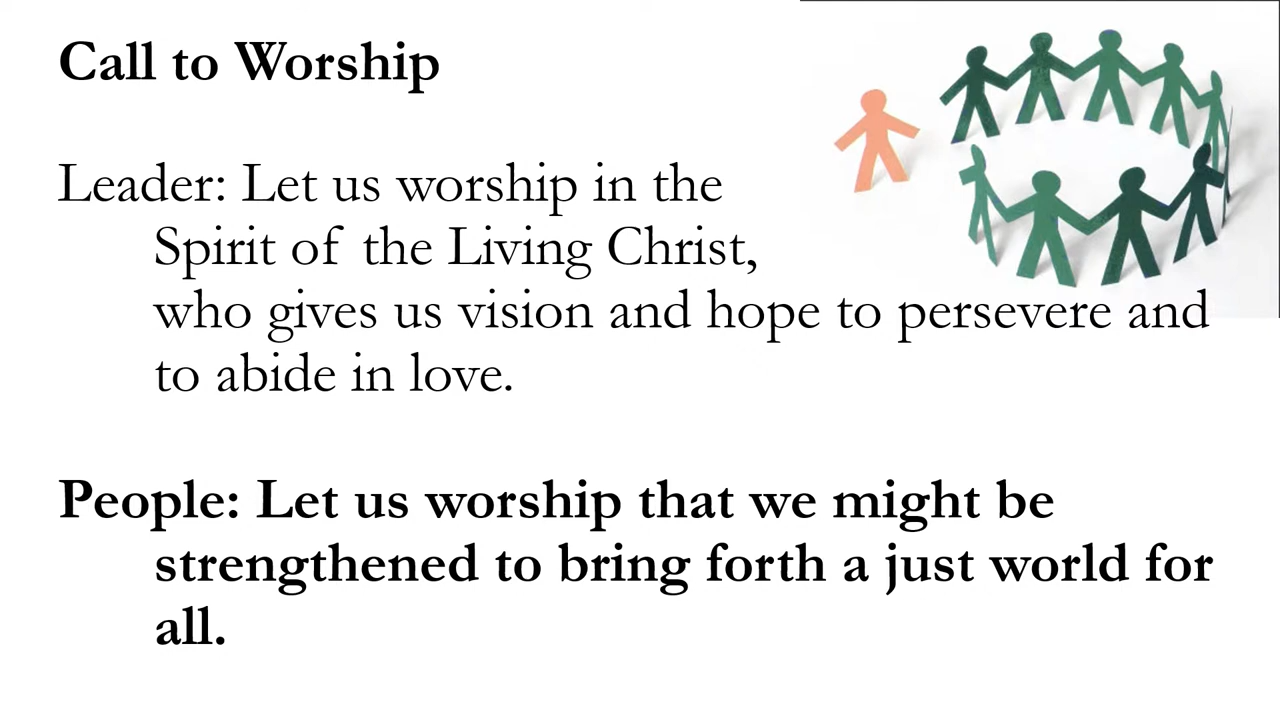 Call to Worship
Leader: Let us worship in the
Spirit of the Living Christ,
who gives us vision and hope to persevere and
to abide in love.
People: Let us worship that we might be
strengthened to bring forth a just world for
all.